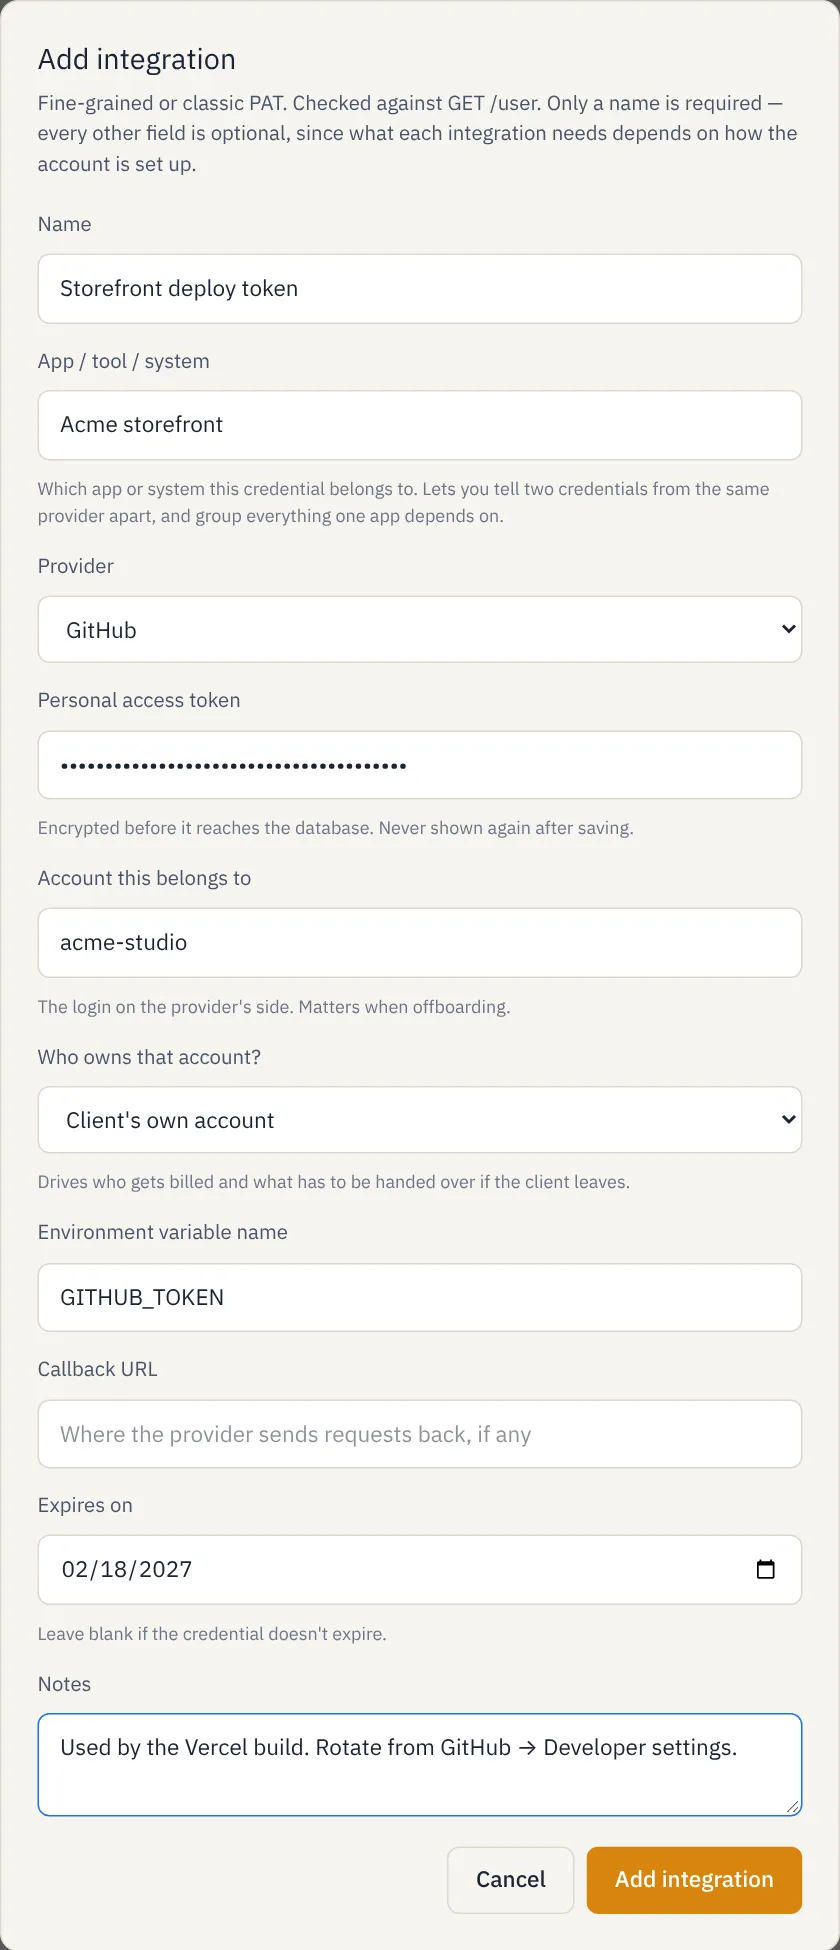 Add integration
Fine-grained or classic PAT. Checked against GET /user. Only a name is required —
every other field is optional, since what each integration needs depends on how the
account is set up.
Name
Storefront deploy token
App / tool / system
Acme storefront
Which app or system this credential belongs to. Lets you tell two credentials from the same
provider apart, and group everything one app depends on.
Provider
GitHub
Personal access token
•••••••••••••••••••••••••••••••••••••••
Encrypted before it reaches the database. Never shown again after saving.
Account this belongs to
acme-studio
The login on the provider's side. Matters when offboarding.
Who owns that account?
Client's own account
Drives who gets billed and what has to be handed over if the client leaves.
Environment variable name
GITHUB_TOKEN
Callback URL
Where the provider sends requests back, if any
Expires on
02/18/2027
Leave blank if the credential doesn't expire.
Notes
Used by the Vercel build. Rotate from GitHub → Developer settings.
Cancel
Add integration